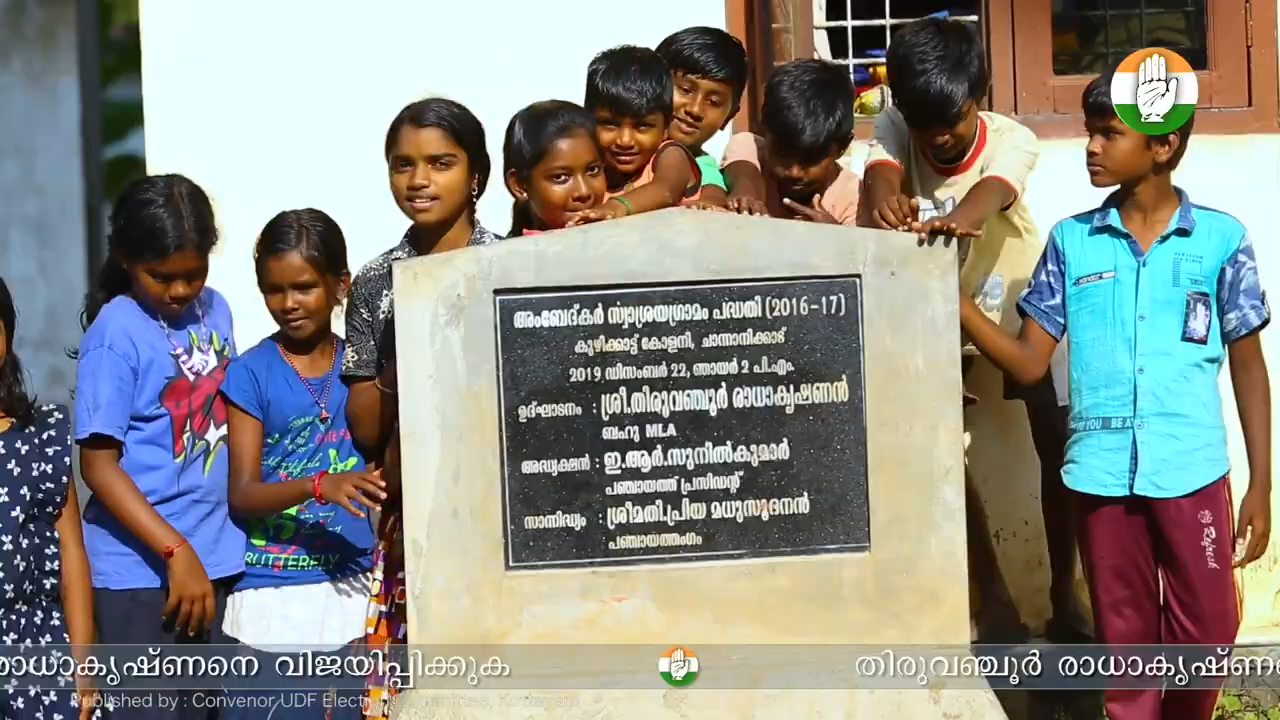 അംബേദ്കർ സ്വാശ്രയഗ്രാമം പദ്ധതി (2016-17)
കുഴിക്കാട്ട് കോളനി, ചാന്നാനിക്കാട്
2019 ഡിസംബർ 22, ഞായർ 2 പി.എം.
ഉദ്ഘാടനം : ശ്രീ.തിരുവഞ്ചൂർ രാധാകൃഷ്ണൻ
ബഹു MLA
അദ്ധ്യക്ഷൻ : ഇ.ആർ.സുനിൽകുമാർ
പഞ്ചായത്ത് പ്രസിഡന്റ്
സാന്നിദ്ധ്യം : ശ്രീമതി.പ്രിയ മധുസൂദനൻ
പഞ്ചായത്തംഗം
BUTTERFLY
Refresh
രാധാകൃഷ്ണനെ വിജയിപ്പിക്കുക തിരുവഞ്ചൂർ
Published by : Convenor UDF